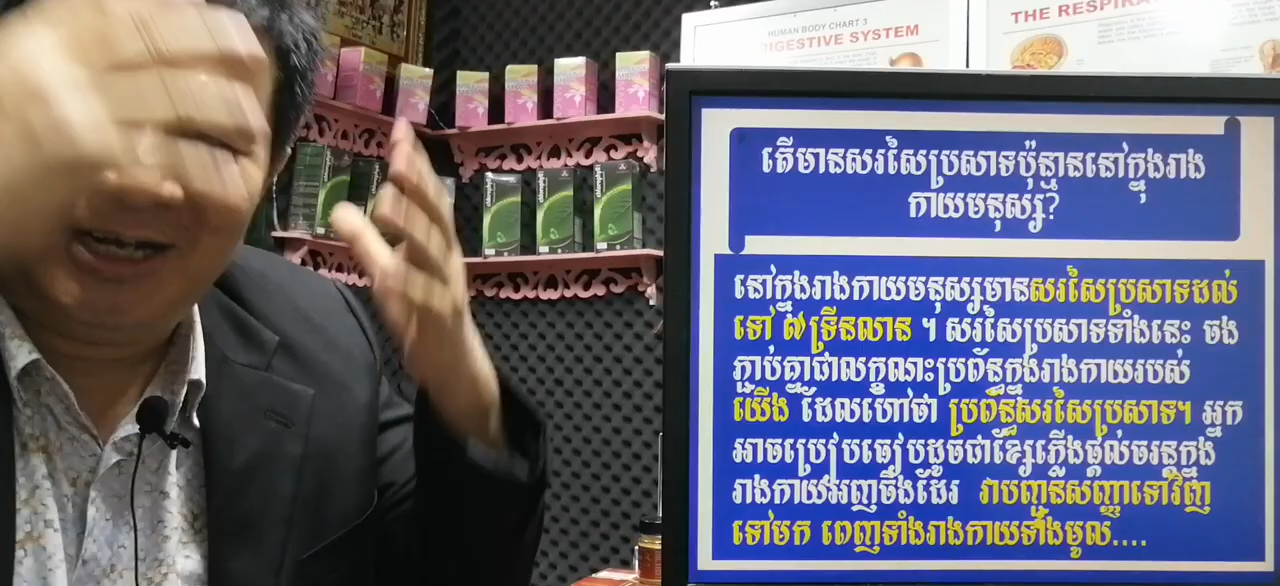 HUMAN BODY CHART 3
DIGESTIVE SYSTEM
THE RESPIRA
តើមានសរសៃប្រសាទប៉ុន្មាននៅក្នុងរាង
កាយមនុស្ស?
នៅក្នុងរាងកាយមនុស្សមានសរសៃប្រសាទដល់
ទៅ ៧ទ្រីនលាន ។ សរសៃប្រសាទទាំងនេះ ចង
ភ្ជាប់គ្នាជាលក្ខណះប្រព័ន្ធក្នុងរាងកាយរបស់
យើង ដែលហៅថា ប្រព័ន្ធសរសៃប្រសាទ។ អ្នក
អាចប្រៀបធៀបដូចជាខ្សែភ្លើងផ្តល់ចរន្តក្នុង
រាងកាយអញ្ចឹងដែរ វាបញ្ជូនសញ្ញាទៅវិញ
ទៅមក ពេញទាំងរាងកាយទាំងមូល....
chlorophyll
chlorophyll
chlorophyll